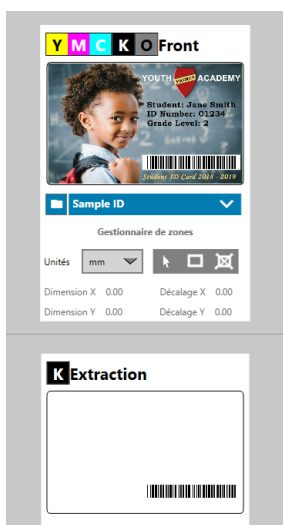 Y M C K O Front
YOUTH ACADEMY
Student: Jane Smith
ID Number: 01234
Grade Level: 2
Student ID Card 2018 - 2019
Sample ID
Gestionnaire de zones
Unités mm
Dimension X 0.00 Décalage X 0.00
Dimension Y 0.00 Décalage Y 0.00
K Extraction